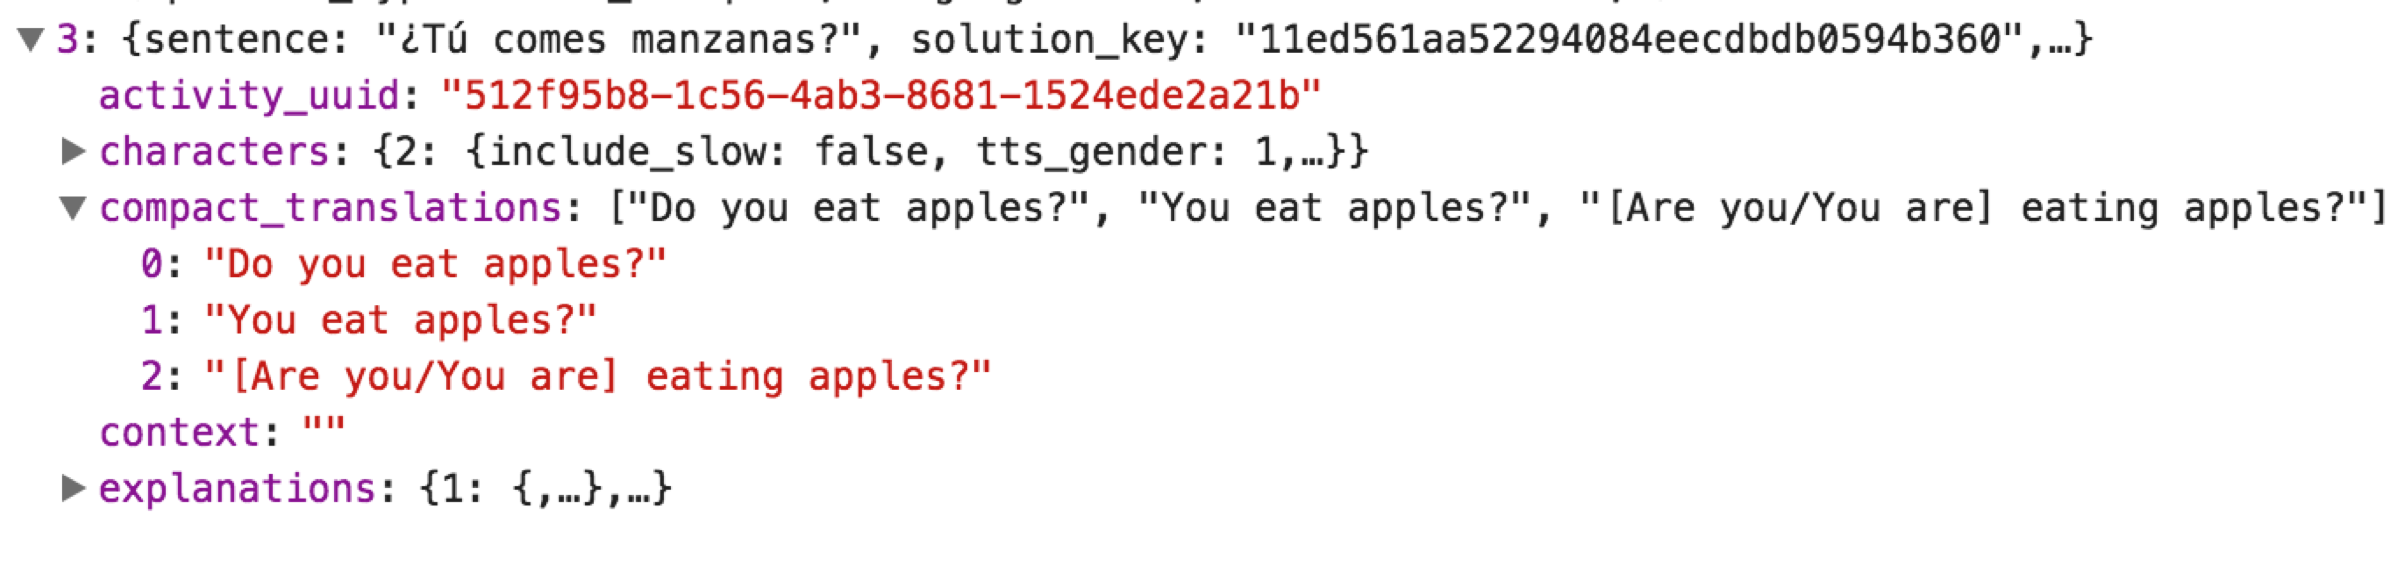 ▼ 3: {sentence: "¿Tú comes manzanas?", solution_key: "11ed561aa52294084eecdbdb0594b360",…}
activity_uuid: "512f95b8-1c56-4ab3-8681-1524ede2a21b"
▶ characters: {2: {include_slow: false, tts_gender: 1,…}}
▼ compact_translations: ["Do you eat apples?", "You eat apples?", "[Are you/You are] eating apples?"]
0: "Do you eat apples?"
1: "You eat apples?"
2: "[Are you/You are] eating apples?"
context: ""
▶ explanations: {1: {,…},…}